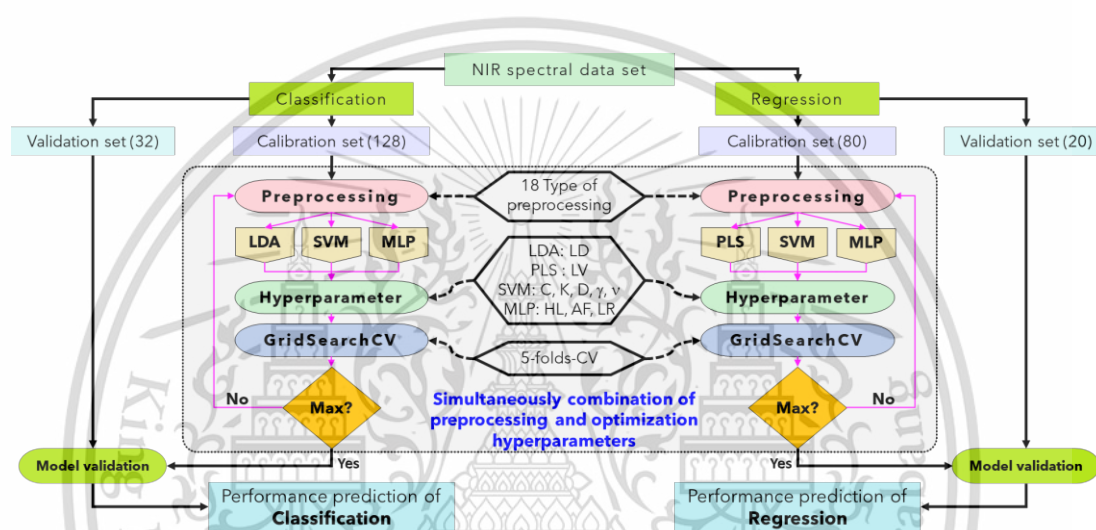 NIR spectral data set
Classification
Regression
Validation set (32)
Calibration set (128)
Calibration set (80)
Validation set (20)
Preprocessing
18 Type of
preprocessing
Preprocessing
LDA
SVM
MLP
PLS
SVM
MLP
LDA: LD
PLS : LV
SVM: C, K, D, γ, ν
MLP: HL, AF, LR
Hyperparameter
Hyperparameter
GridSearchCV
5-folds-CV
GridSearchCV
No
Max?
Simultaneously combination of
preprocessing and optimization
hyperparameters
Max?
No
Yes
Yes
Model validation
Model validation
Performance prediction of
Classification
Performance prediction of
Regression
King